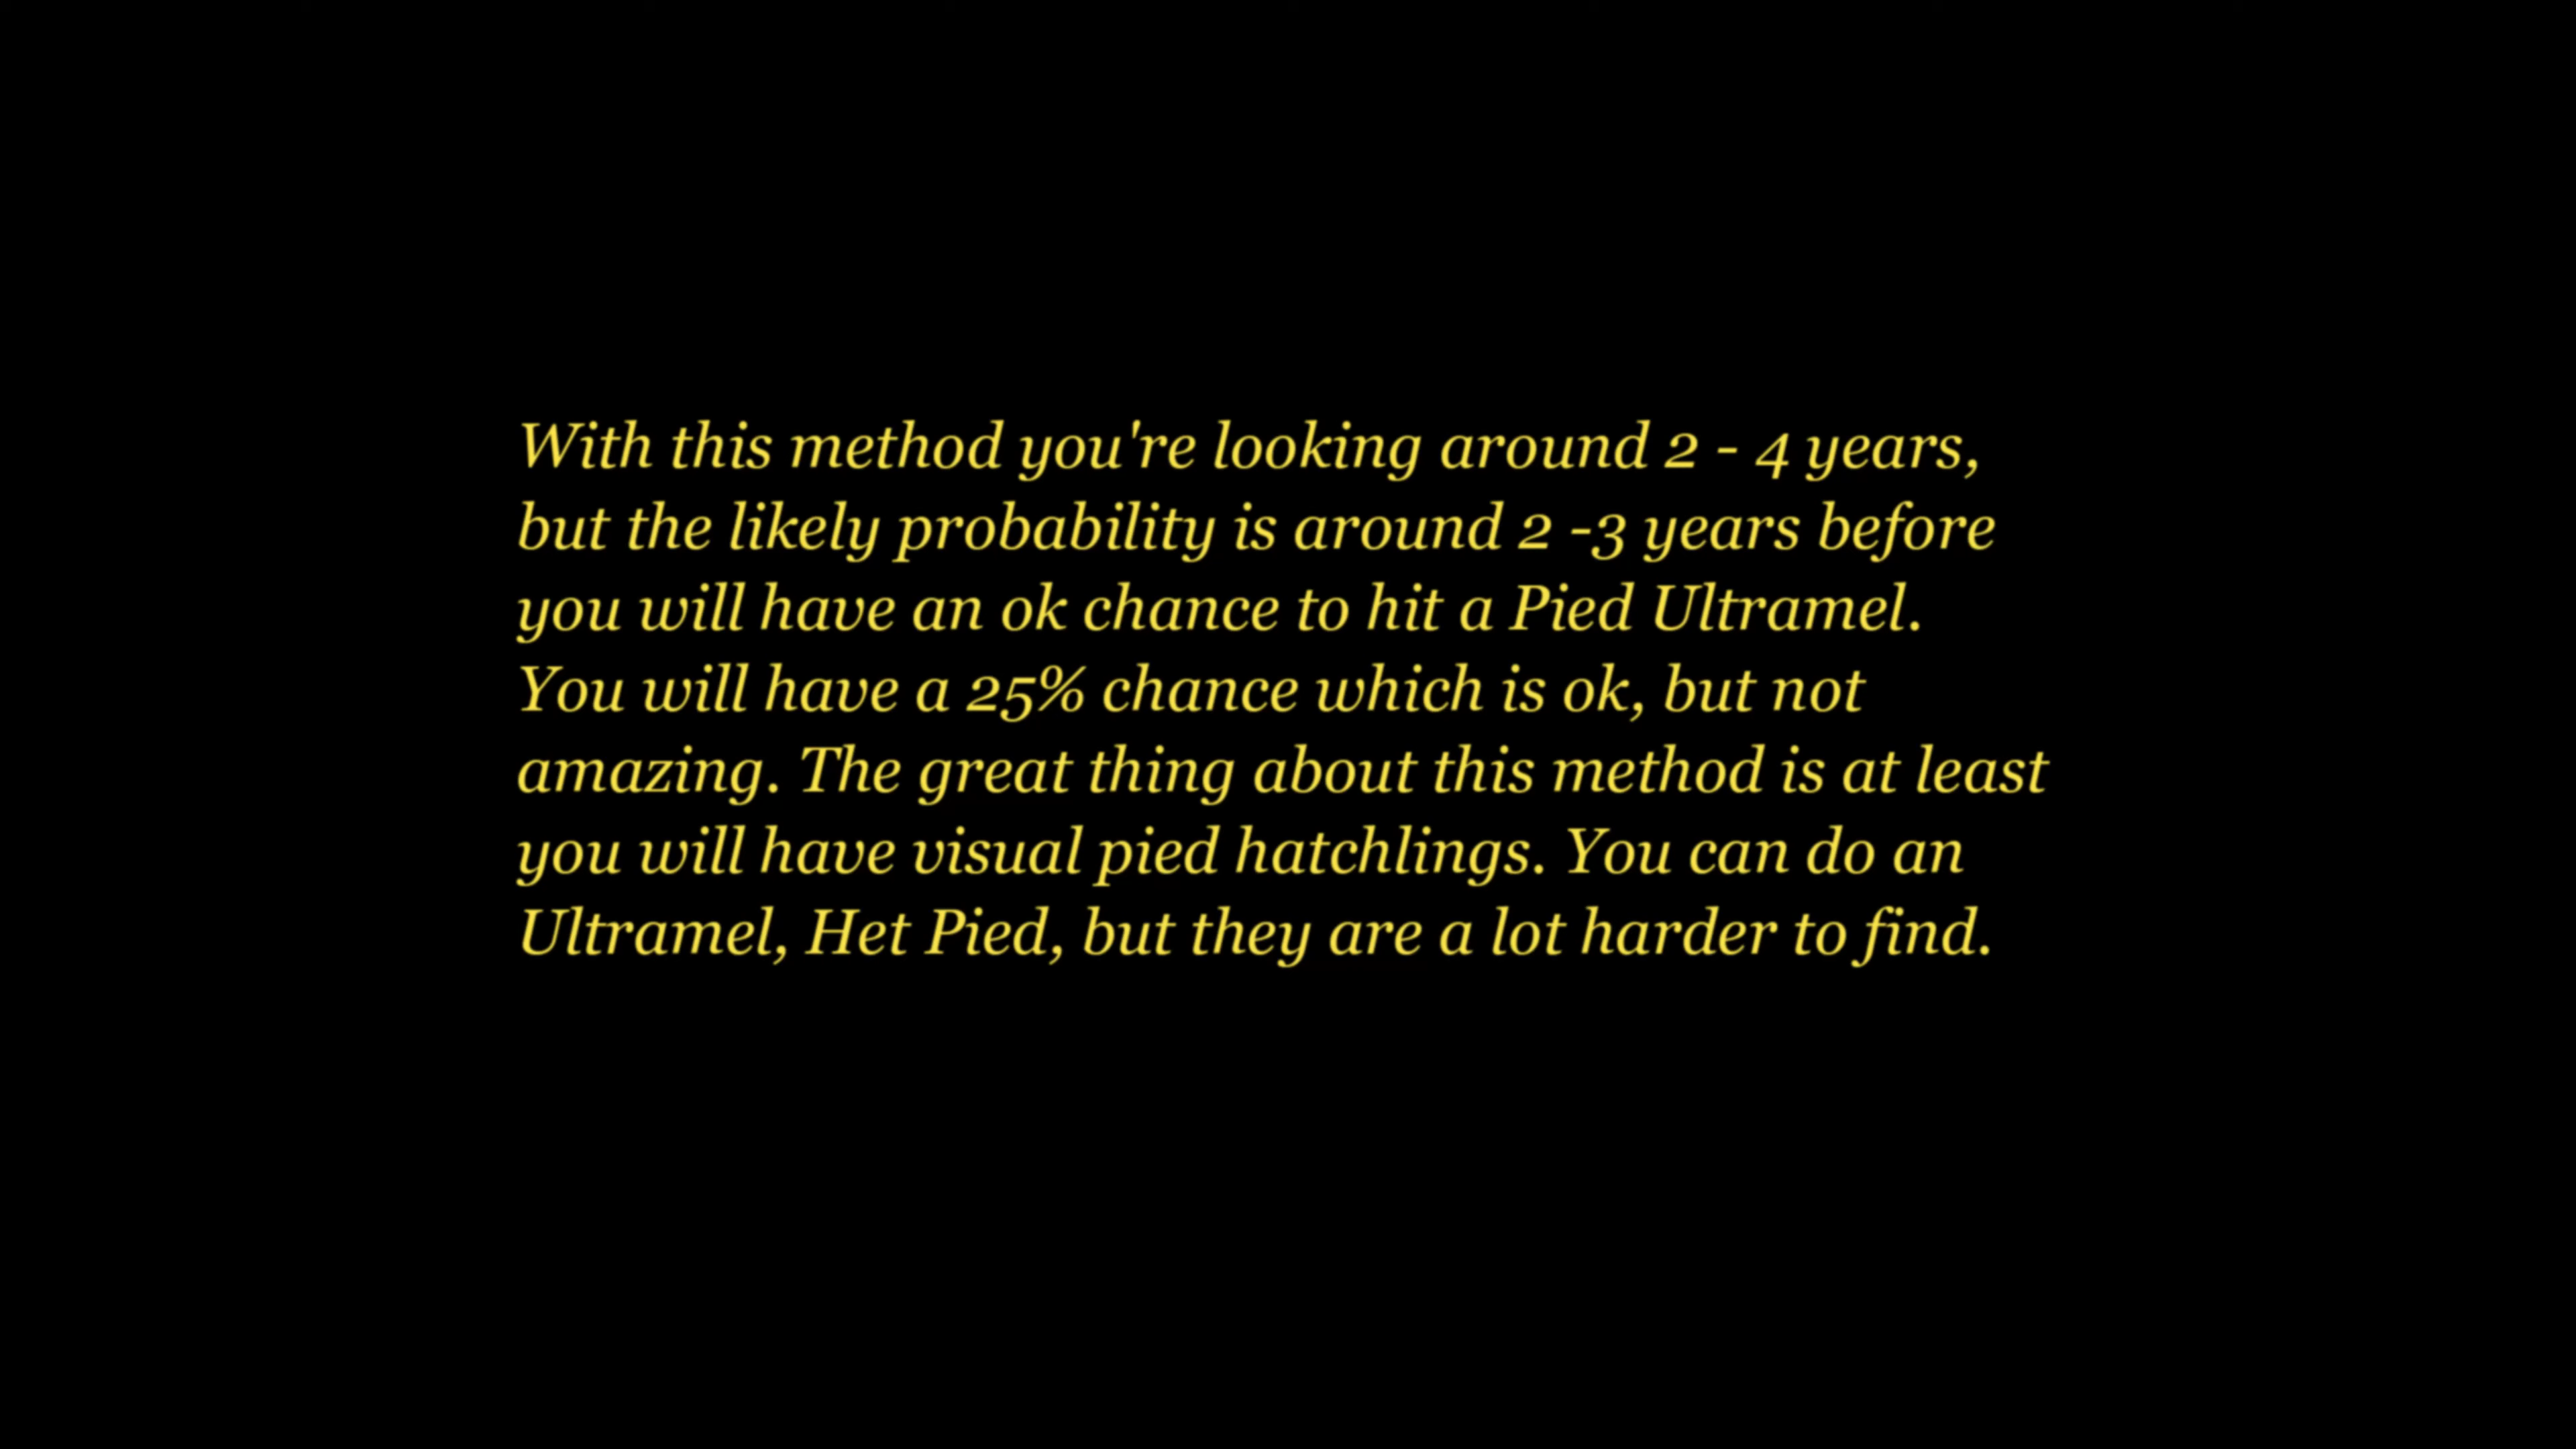 With this method you're looking around 2 - 4 years,
but the likely probability is around 2 -3 years before
you will have an ok chance to hit a Pied Ultramel.
You will have a 25% chance which is ok, but not
amazing. The great thing about this method is at least
you will have visual pied hatchlings. You can do an
Ultramel, Het Pied, but they are a lot harder to find.